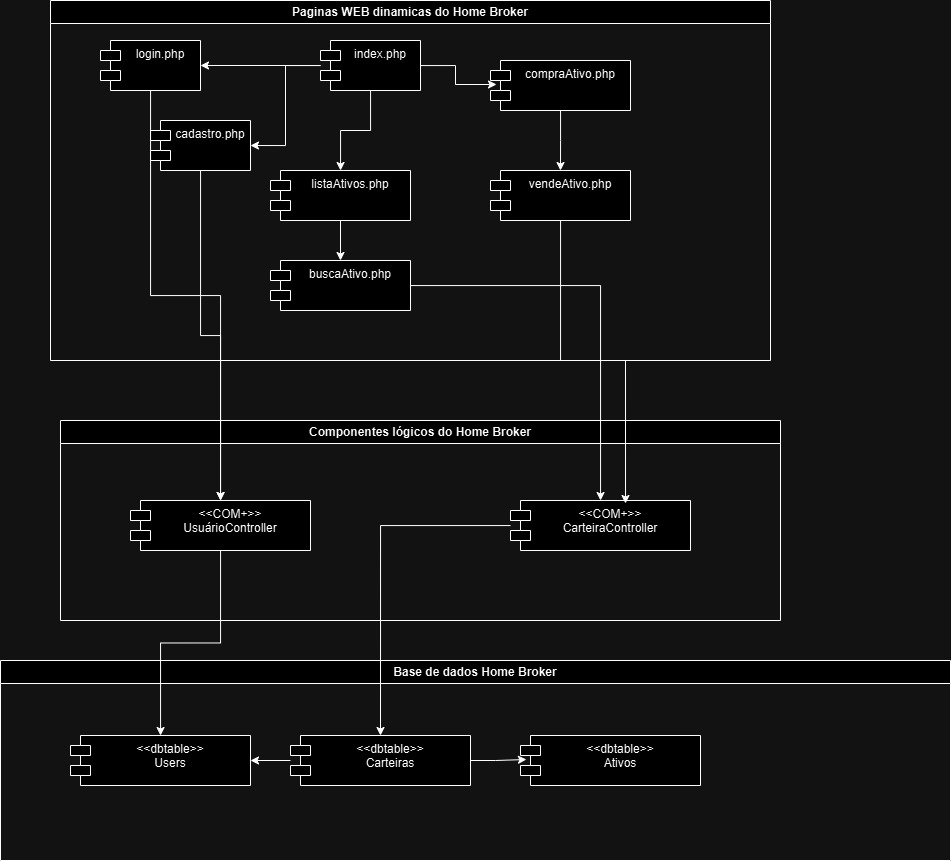 Paginas WEB dinamicas do Home Broker
login.php
index.php
compraAtivo.php
cadastro.php
listaAtivos.php
vendeAtivo.php
buscaAtivo.php
Componentes lógicos do Home Broker
<<COM+>>
UsuárioController
<<COM+>>
CarteiraController
Base de dados Home Broker
<<dbtable>>
Users
<<dbtable>>
Carteiras
<<dbtable>>
Ativos